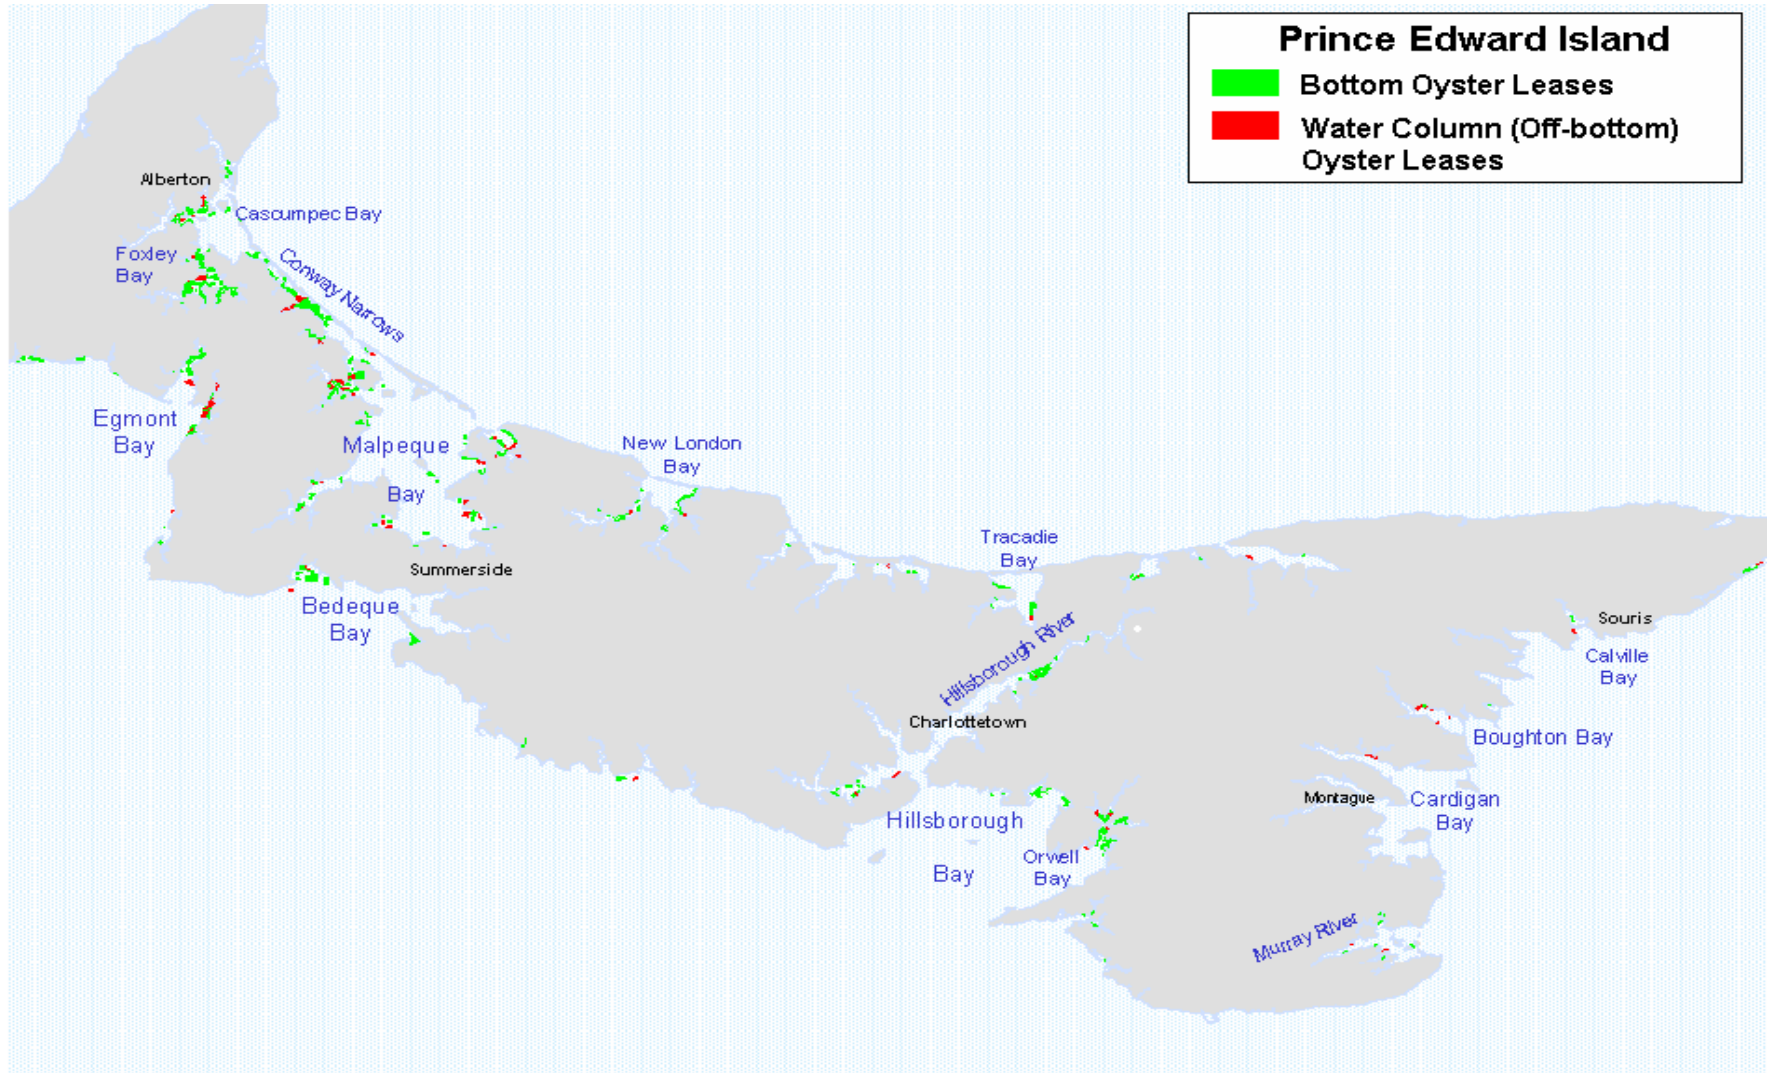 Prince Edward Island
Bottom Oyster Leases
Water Column (Off-bottom)
Oyster Leases
Alberton
Cascumpec Bay
Foxley
Bay
Conway Narrows
Egmont
Bay
Malpeque
Bay
New London
Bay
Summerside
Bedeque
Bay
Tracadie
Bay
Hillsborough River
Charlottetown
Souris
Calville
Bay
Boughton Bay
Montague
Cardigan
Bay
Hillsborough
Bay
Orwell
Bay
Murray River